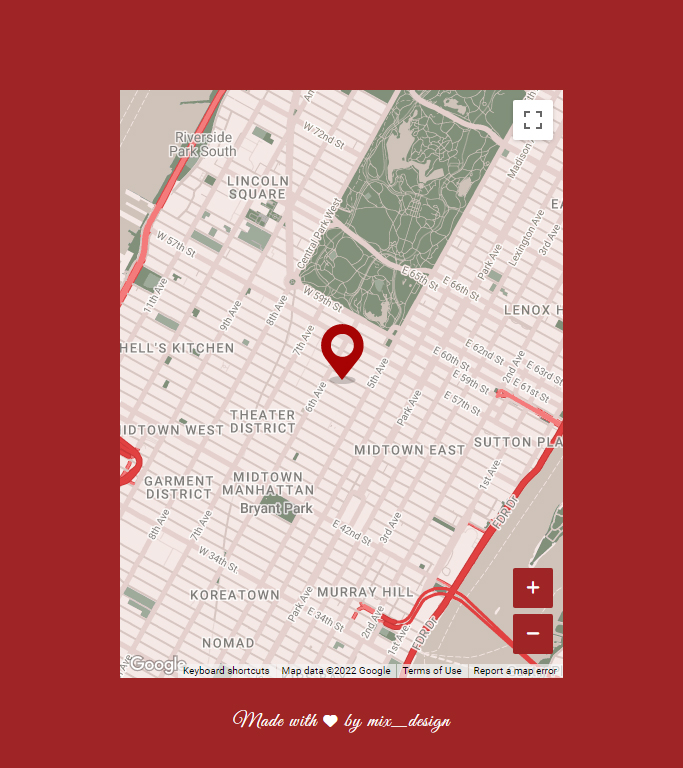 W 72nd St
Madison
Riverside
Park South
LINCOLN
SQUARE
Central Park West
Lexington Ave
3rd Ave
W 57th St
Park Ave
E 65th St
E 66th St
11th Ave
9th Ave
8th Ave
W 59th St
LENOX H
7th Ave
HELL'S KITCHEN
E 62nd St
E 60th St
2nd Ave
E 63rd St
5th Ave
E 59th St
E 61st St
6th Ave
E 57th St
Park Ave
THEATER
DISTRICT
IDTOWN WEST
SUTTON PLA
MIDTOWN EAST
1st Ave
GARMENT
DISTRICT
MIDTOWN
MANHATTAN
Bryant Park
FDR Dr
8th Ave
7th Ave
E 42nd St
3rd Ave
W 34th St
KOREATOWN
MURRAY HILL
Park Ave
E 34th St
2nd Ave
1st Ave
FDR Dr
NOMAD
Google
Keyboard shortcuts
Map data ©2022 Google
Terms of Use
Report a map error
Made with ♥ by mix_design